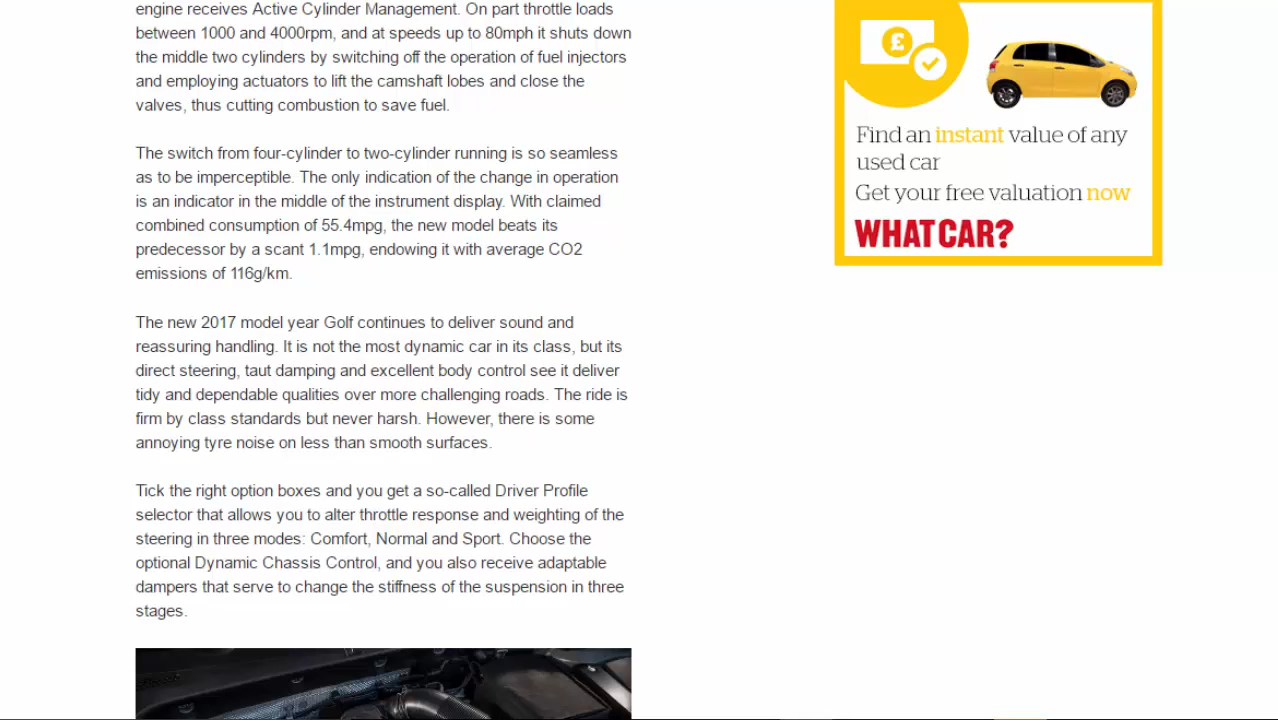 engine receives Active Cylinder Management. On part throttle loads
between 1000 and 4000rpm, and at speeds up to 80mph it shuts down
the middle two cylinders by switching off the operation of fuel injectors
and employing actuators to lift the camshaft lobes and close the
valves, thus cutting combustion to save fuel.
The switch from four-cylinder to two-cylinder running is so seamless
as to be imperceptible. The only indication of the change in operation
is an indicator in the middle of the instrument display. With claimed
combined consumption of 55.4mpg, the new model beats its
predecessor by a scant 1.1mpg, endowing it with average CO2
emissions of 116g/km.
The new 2017 model year Golf continues to deliver sound and
reassuring handling. It is not the most dynamic car in its class, but its
direct steering, taut damping and excellent body control see it deliver
tidy and dependable qualities over more challenging roads. The ride is
firm by class standards but never harsh. However, there is some
annoying tyre noise on less than smooth surfaces.
Tick the right option boxes and you get a so-called Driver Profile
selector that allows you to alter throttle response and weighting of the
steering in three modes: Comfort, Normal and Sport. Choose the
optional Dynamic Chassis Control, and you also receive adaptable
dampers that serve to change the stiffness of the suspension in three
stages.
£
Find an instant value of any
used car
Get your free valuation now
WHATCAR?